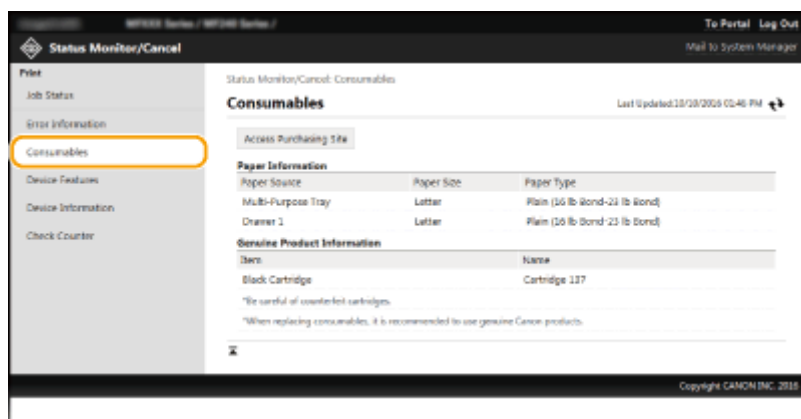 MF240 Series /
To Portal Log Out
Status Monitor/Cancel
Mail to System Manager
Print
Job Status
Error Information
Consumables
Device Features
Device Information
Check Counter
Status Monitor/Cancel: Consumables
Consumables
Last Updated:10/10/2016 01:46 PM
Access Purchasing Site
Paper Information
Paper Source Paper Size Paper Type
Multi-Purpose Tray Letter Plain (16 lb Bond-23 lb Bond)
Drawer 1 Letter Plain (16 lb Bond-23 lb Bond)
Genuine Product Information
Item Name
Black Cartridge Cartridge 137
*Be careful of counterfeit cartridges.
*When replacing consumables, it is recommended to use genuine Canon products.
Copyright CANON INC. 2016